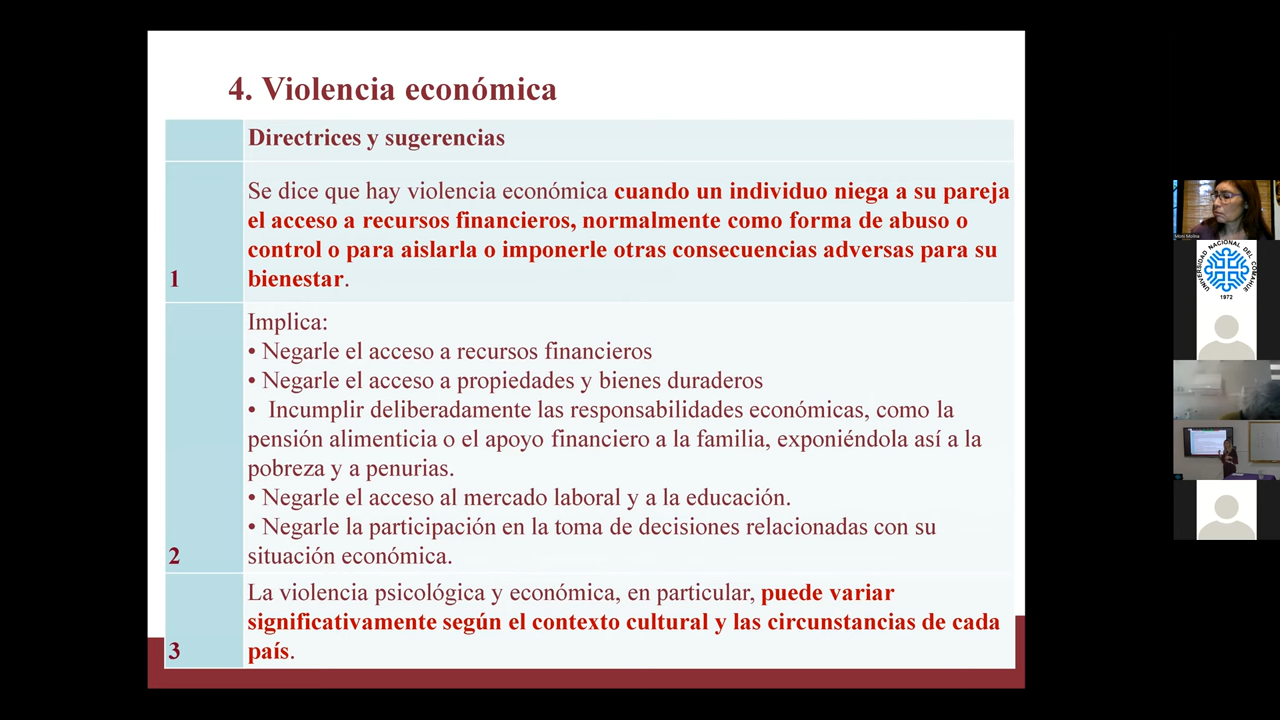 4. Violencia económica
Directrices y sugerencias
Se dice que hay violencia económica cuando un individuo niega a su pareja
el acceso a recursos financieros, normalmente como forma de abuso o
control o para aislarla o imponerle otras consecuencias adversas para su
1 bienestar.
Implica:
• Negarle el acceso a recursos financieros
• Negarle el acceso a propiedades y bienes duraderos
• Incumplir deliberadamente las responsabilidades económicas, como la
pensión alimenticia o el apoyo financiero a la familia, exponiéndola así a la
pobreza y a penurias.
• Negarle el acceso al mercado laboral y a la educación.
• Negarle la participación en la toma de decisiones relacionadas con su
2 situación económica.
La violencia psicológica y económica, en particular, puede variar
significativamente según el contexto cultural y las circunstancias de cada
3 país.
UNIVERSIDAD NACIONAL DEL COMAHUE
1972